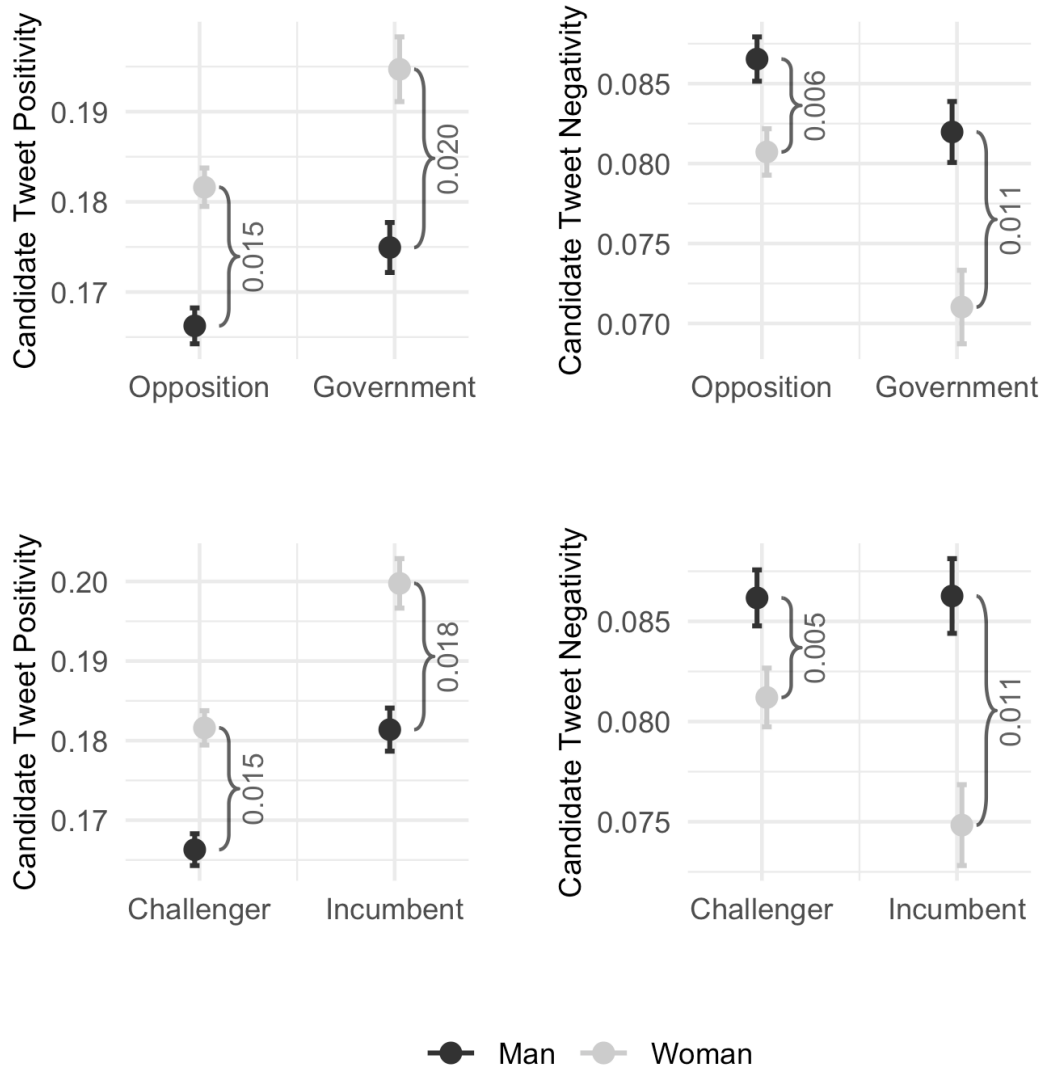 Candidate Tweet Positivity
0.19
0.18
0.17
0.015
0.020
Opposition
Government
Candidate Tweet Negativity
0.085
0.080
0.075
0.070
0.006
0.011
Opposition
Government
Candidate Tweet Positivity
0.20
0.19
0.18
0.17
0.015
0.018
Challenger
Incumbent
Candidate Tweet Negativity
0.085
0.080
0.075
0.005
0.011
Challenger
Incumbent
Man
Woman